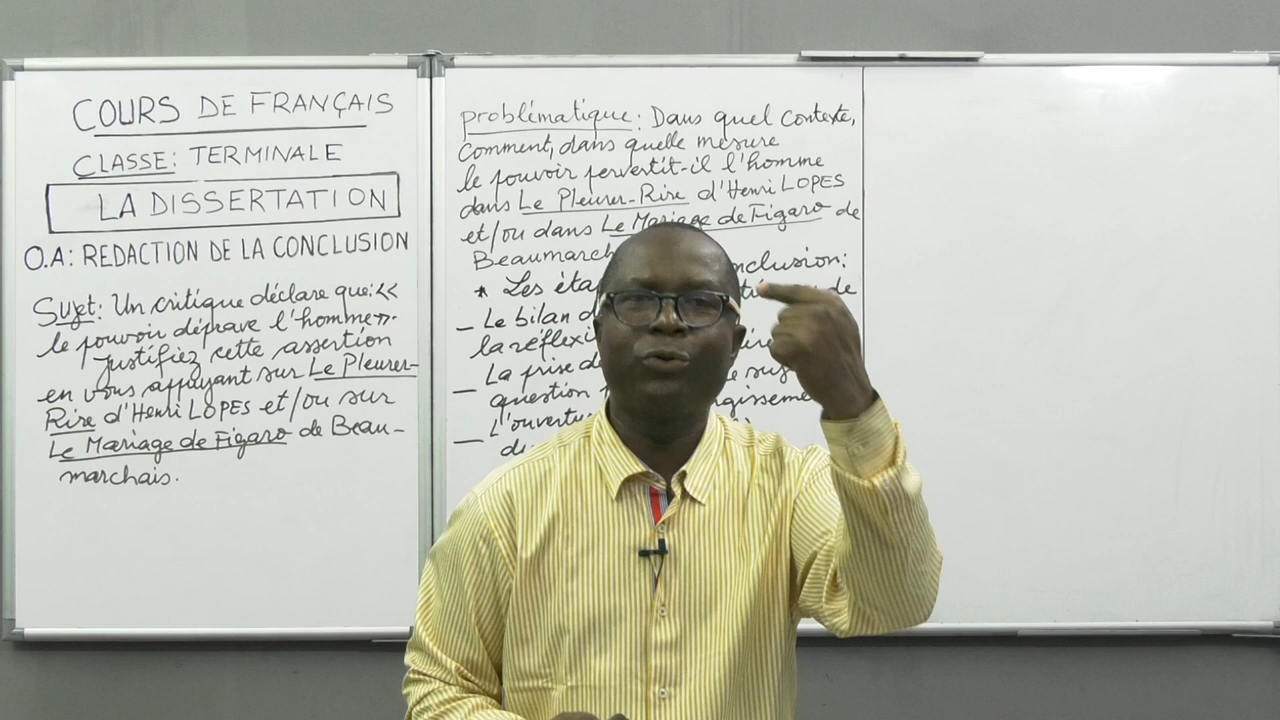 COURS DE FRANÇAIS
CLASSE: TERMINALE
LA DISSERTATION
O.A: REDACTION DE LA CONCLUSION
Sujet: Un critique déclare que: <<
le pouvoir déprave l'homme>>.
Justifiez cette assertion
en vous appuyant sur Le Pleurer-
Rire d'Henri LOPES et/ou sur
Le Mariage de Figaro de Beau-
marchais.
problématique: Dans quel contexte,
comment, dans quelle mesure
le pouvoir pervertit-il l'homme
dans Le Pleurer-Rire d'Henri LOPES
et/ou dans Le Mariage de Figaro de
Beaumarch nclusion:
* Les éta de
- Le bilan d
la réflexi
- La prise de
question
- L'ouvertu